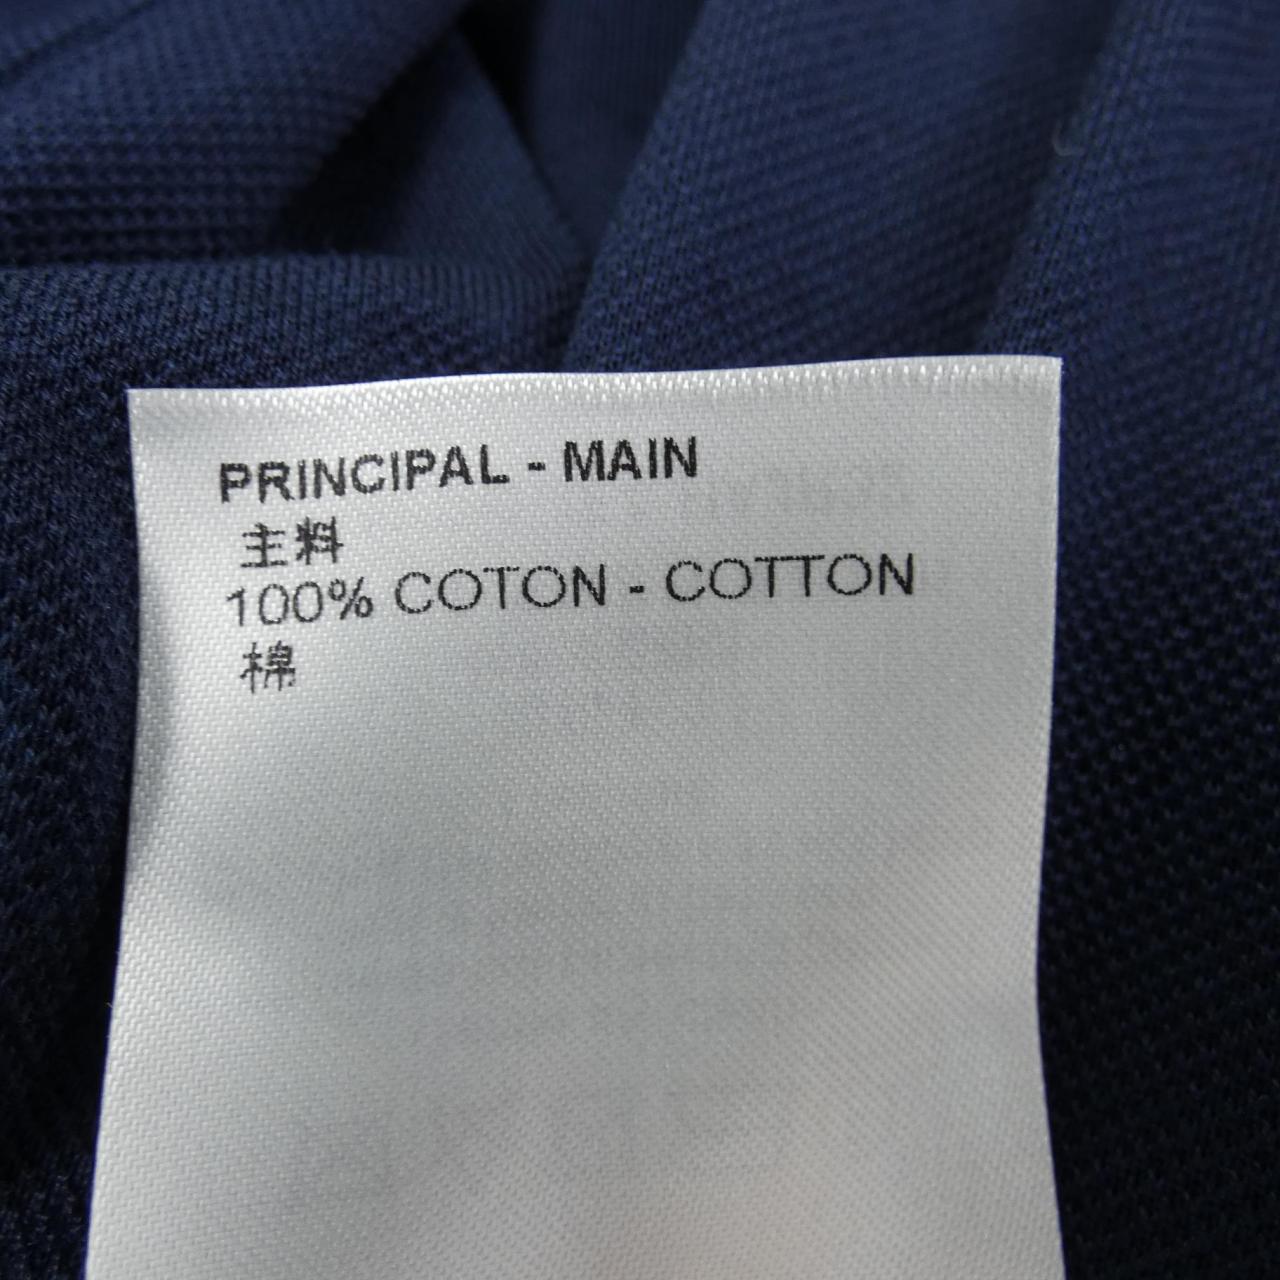 PRINCIPAL - MAIN
主料
100% COTON - COTTON
棉